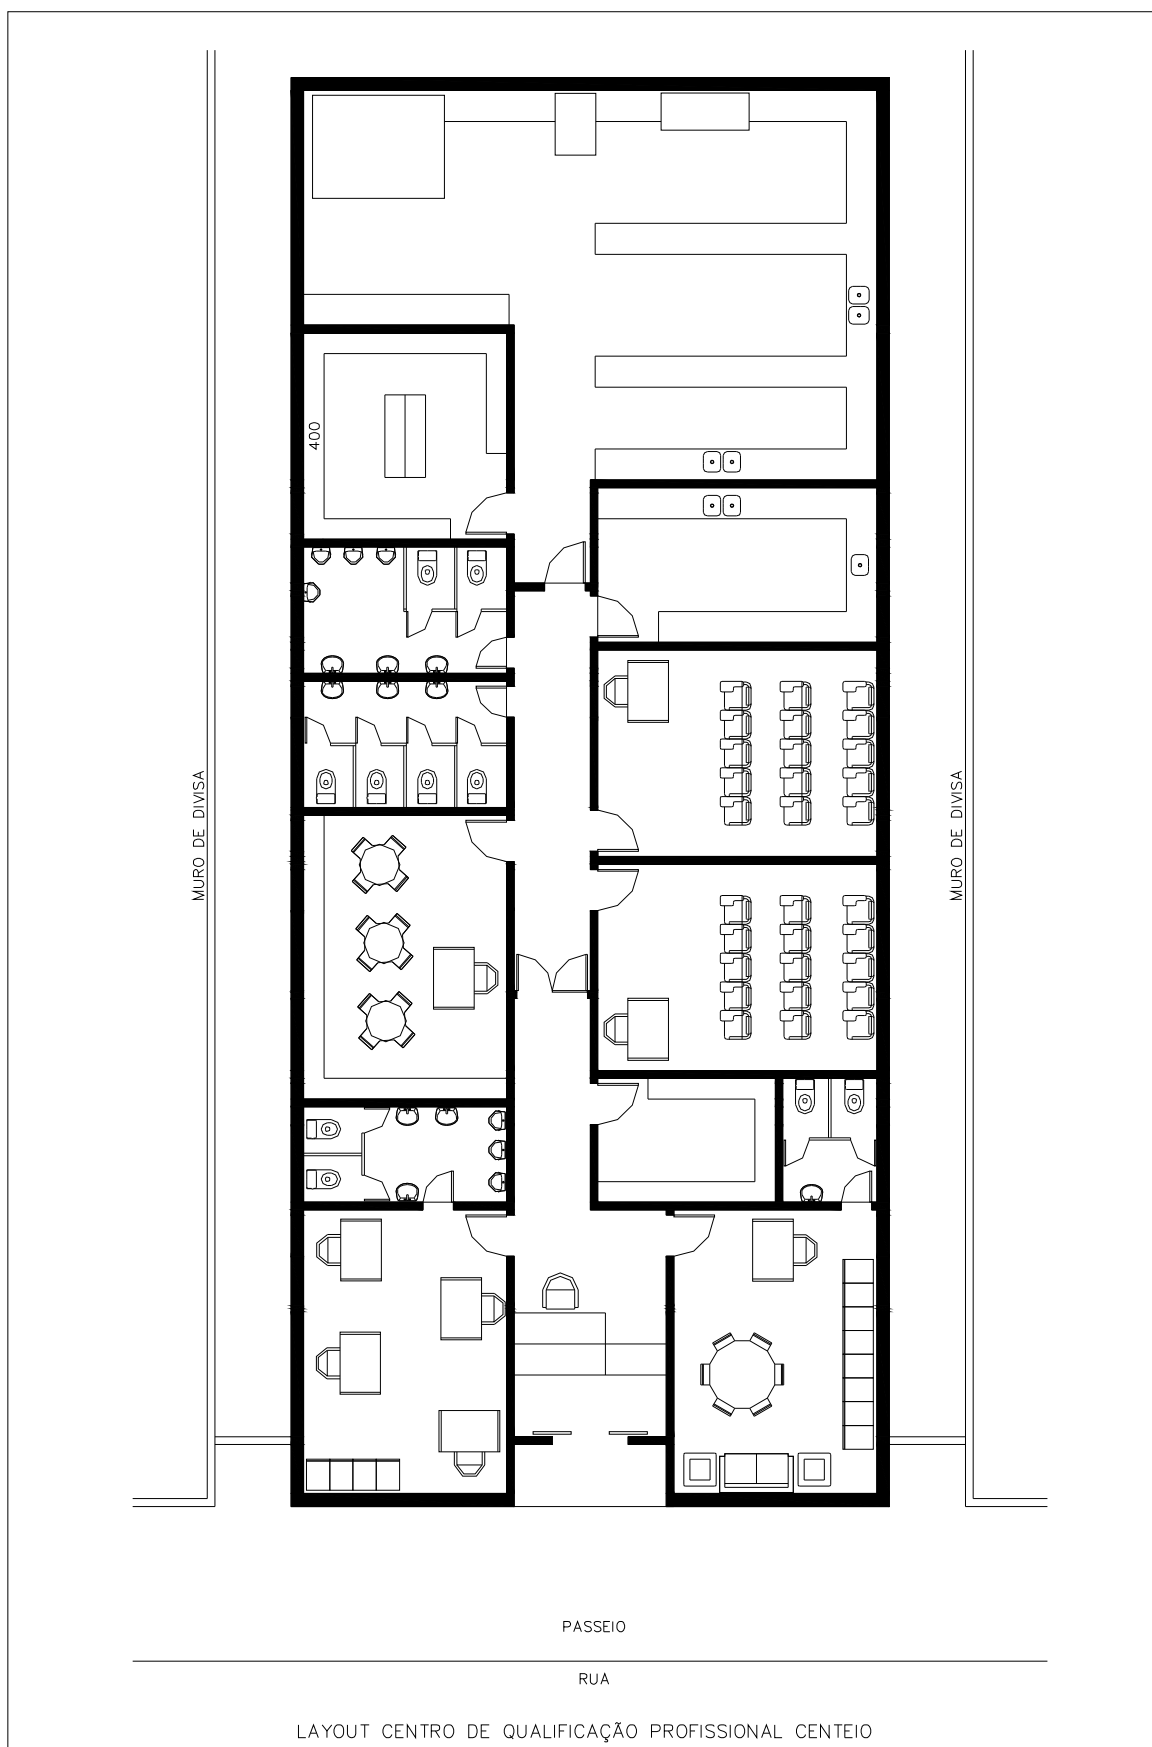 400
MURO DE DIVISA
MURO DE DIVISA
PASSEIO
RUA
LAYOUT CENTRO DE QUALIFICAÇÃO PROFISSIONAL CENTEIO